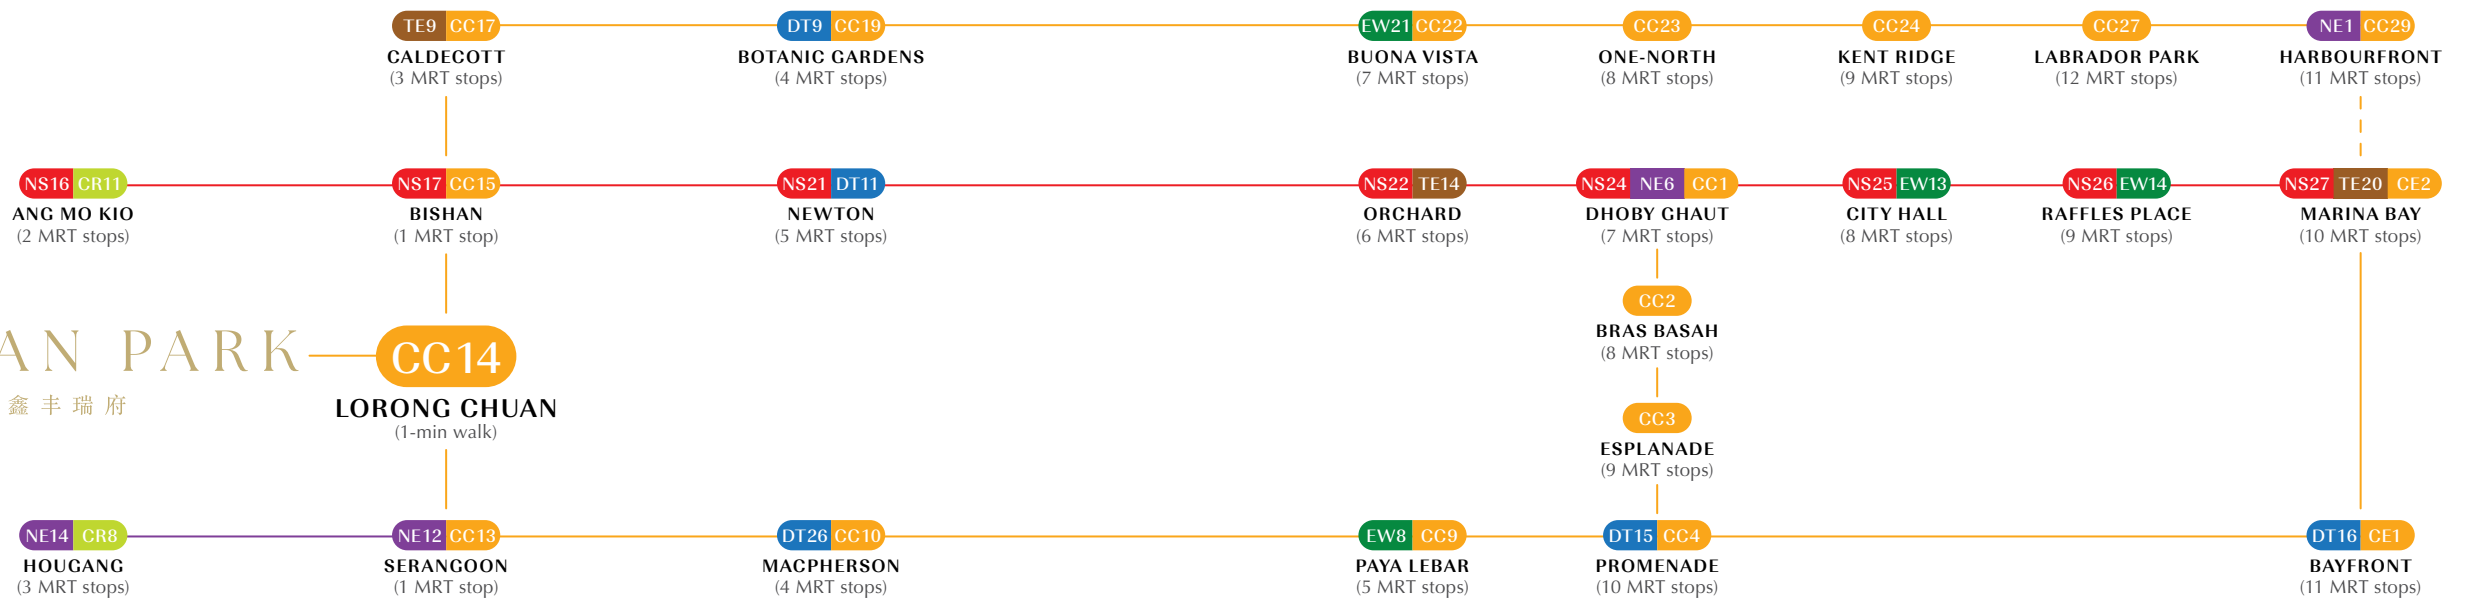 TE9 CC17
CALDECOTT
(3 MRT stops)
DT9 CC19
BOTANIC GARDENS
(4 MRT stops)
EW21 CC22
BUONA VISTA
(7 MRT stops)
CC23
ONE-NORTH
(8 MRT stops)
CC24
KENT RIDGE
(9 MRT stops)
CC27
LABRADOR PARK
(12 MRT stops)
NE1 CC29
HARBOURFRONT
(11 MRT stops)
NS16 CR11
ANG MO KIO
(2 MRT stops)
NS17 CC15
BISHAN
(1 MRT stop)
NS21 DT11
NEWTON
(5 MRT stops)
NS22 TE14
ORCHARD
(6 MRT stops)
NS24 NE6 CC1
DHOBY GHAUT
(7 MRT stops)
NS25 EW13
CITY HALL
(8 MRT stops)
NS26 EW14
RAFFLES PLACE
(9 MRT stops)
NS27 TE20 CE2
MARINA BAY
(10 MRT stops)
CC2
BRAS BASAH
(8 MRT stops)
AN PARK
鑫丰瑞府
CC14
LORONG CHUAN
(1-min walk)
CC3
ESPLANADE
(9 MRT stops)
NE14 CR8
HOUGANG
(3 MRT stops)
NE12 CC13
SERANGOON
(1 MRT stop)
DT26 CC10
MACPHERSON
(4 MRT stops)
EW8 CC9
PAYA LEBAR
(5 MRT stops)
DT15 CC4
PROMENADE
(10 MRT stops)
DT16 CE1
BAYFRONT
(11 MRT stops)